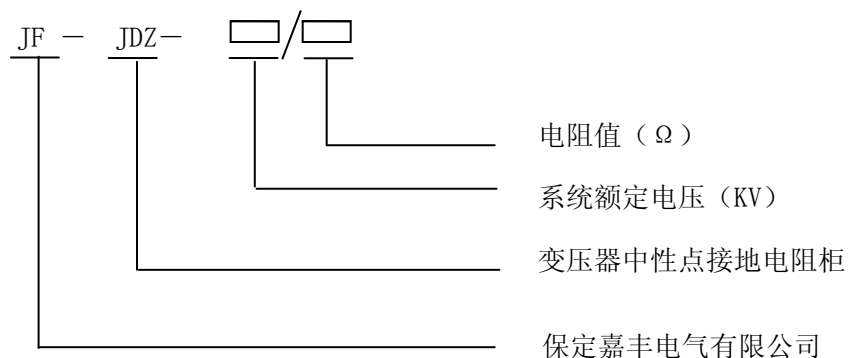 JF － JDZ－ □/□
电阻值（Ω）
系统额定电压（KV）
变压器中性点接地电阻柜
保定嘉丰电气有限公司